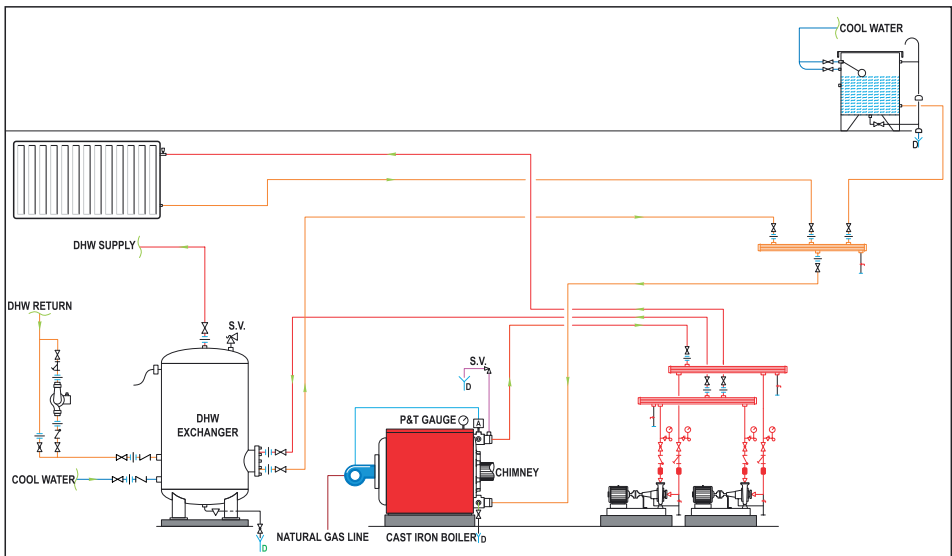 COOL WATER
D
DHW SUPPLY
DHW RETURN
S.V.
S.V.
D
DHW
EXCHANGER
P&T GAUGE
A
CHIMNEY
COOL WATER
NATURAL GAS LINE
CAST IRON BOILER
D
D